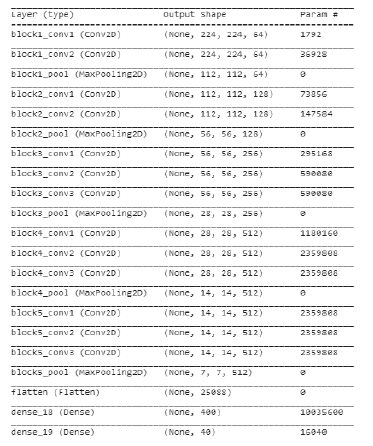 Layer (type) Output Shape Param #
block1_conv1 (Conv2D) (None, 224, 224, 64) 1792
block1_conv2 (Conv2D) (None, 224, 224, 64) 36928
block1_pool (MaxPooling2D) (None, 112, 112, 64) 0
block2_conv1 (Conv2D) (None, 112, 112, 128) 73856
block2_conv2 (Conv2D) (None, 112, 112, 128) 147584
block2_pool (MaxPooling2D) (None, 56, 56, 128) 0
block3_conv1 (Conv2D) (None, 56, 56, 256) 295168
block3_conv2 (Conv2D) (None, 56, 56, 256) 590080
block3_conv3 (Conv2D) (None, 56, 56, 256) 590080
block3_pool (MaxPooling2D) (None, 28, 28, 256) 0
block4_conv1 (Conv2D) (None, 28, 28, 512) 1180160
block4_conv2 (Conv2D) (None, 28, 28, 512) 2359808
block4_conv3 (Conv2D) (None, 28, 28, 512) 2359808
block4_pool (MaxPooling2D) (None, 14, 14, 512) 0
block5_conv1 (Conv2D) (None, 14, 14, 512) 2359808
block5_conv2 (Conv2D) (None, 14, 14, 512) 2359808
block5_conv3 (Conv2D) (None, 14, 14, 512) 2359808
block5_pool (MaxPooling2D) (None, 7, 7, 512) 0
flatten (Flatten) (None, 25088) 0
dense_18 (Dense) (None, 400) 10035600
dense_19 (Dense) (None, 40) 16040